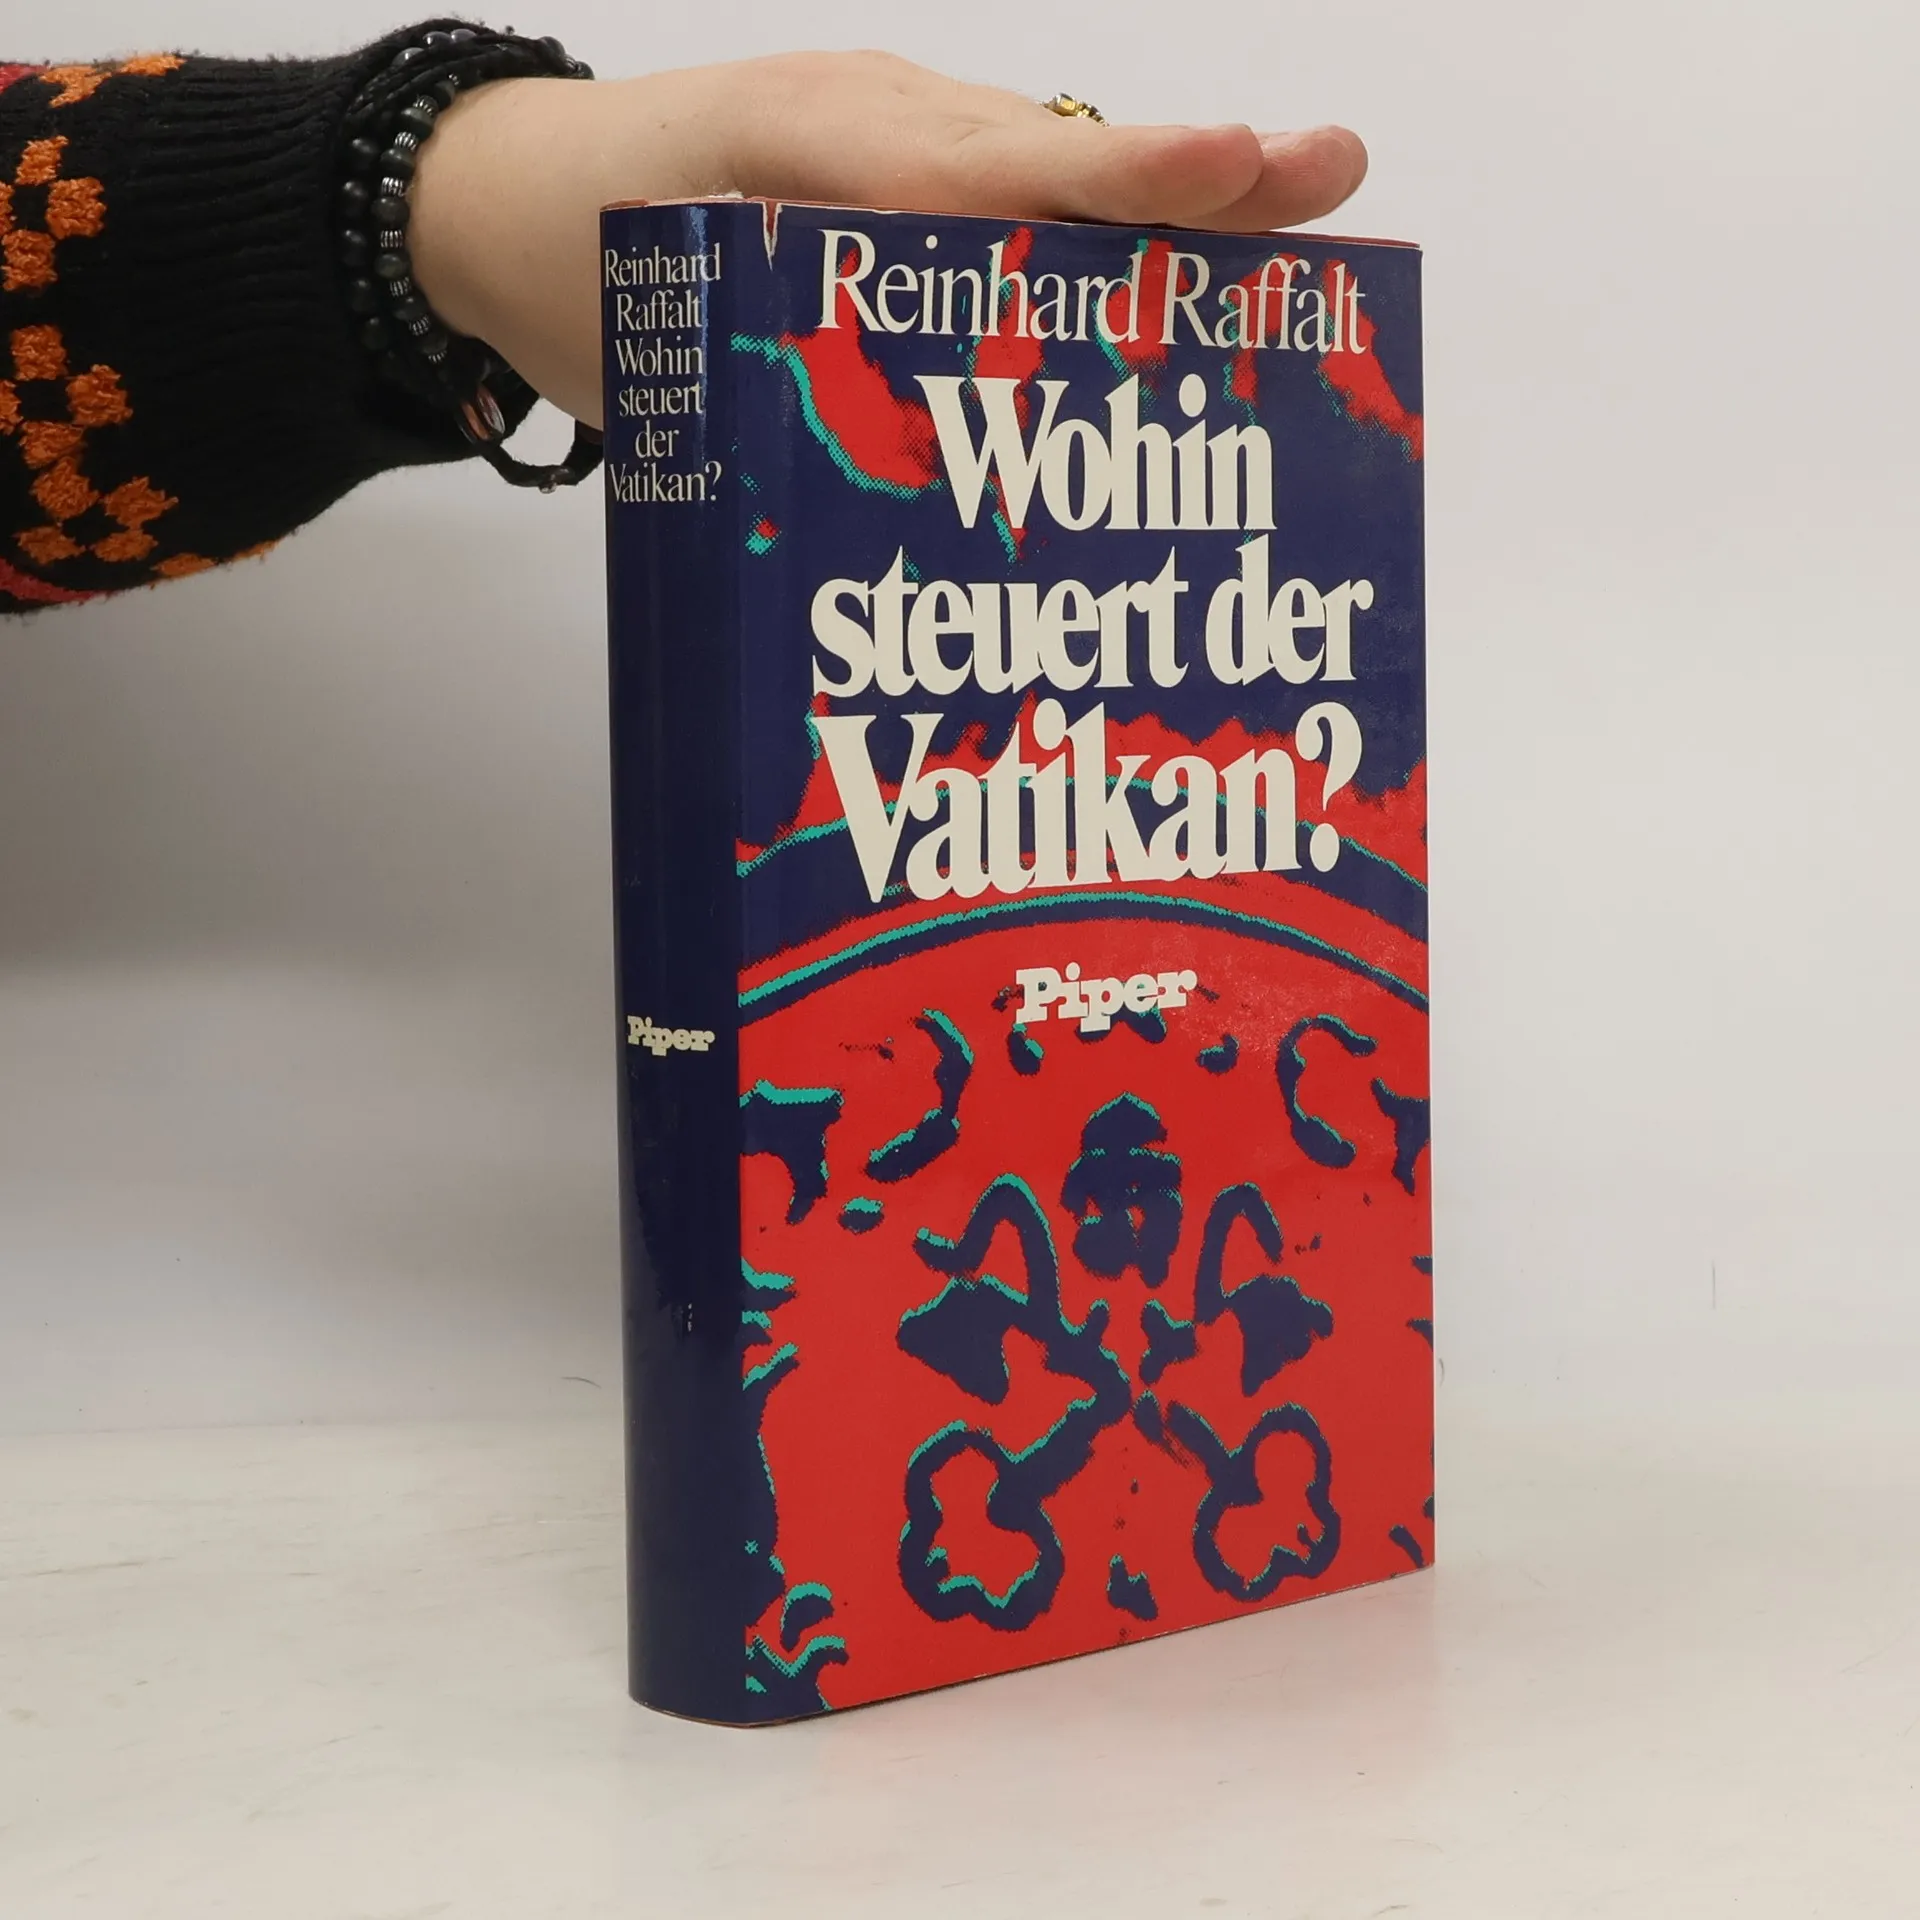 Reinhard
Raffalt
Wohin
steuert
der
Vatikan?
Piper
Reinhard Raffalt
Wohin
steuert der
Vatikan?
Piper